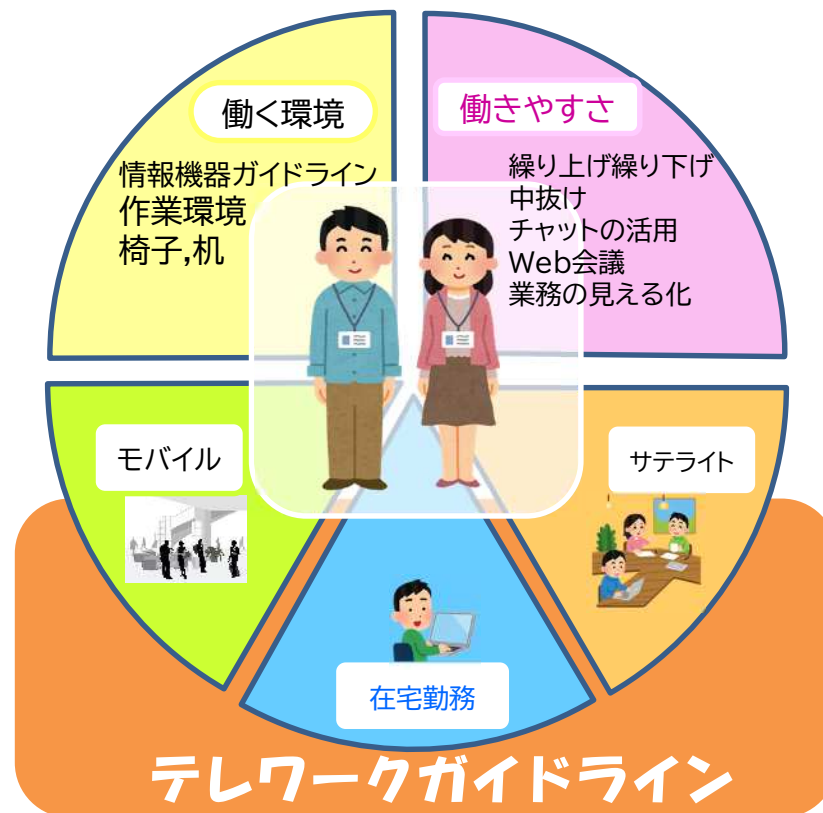 働く環境
情報機器ガイドライン
作業環境
椅子,机
働きやすさ
繰り上げ繰り下げ
中抜け
チャットの活用
Web会議
業務の見える化
モバイル
サテライト
在宅勤務
テレワークガイドライン